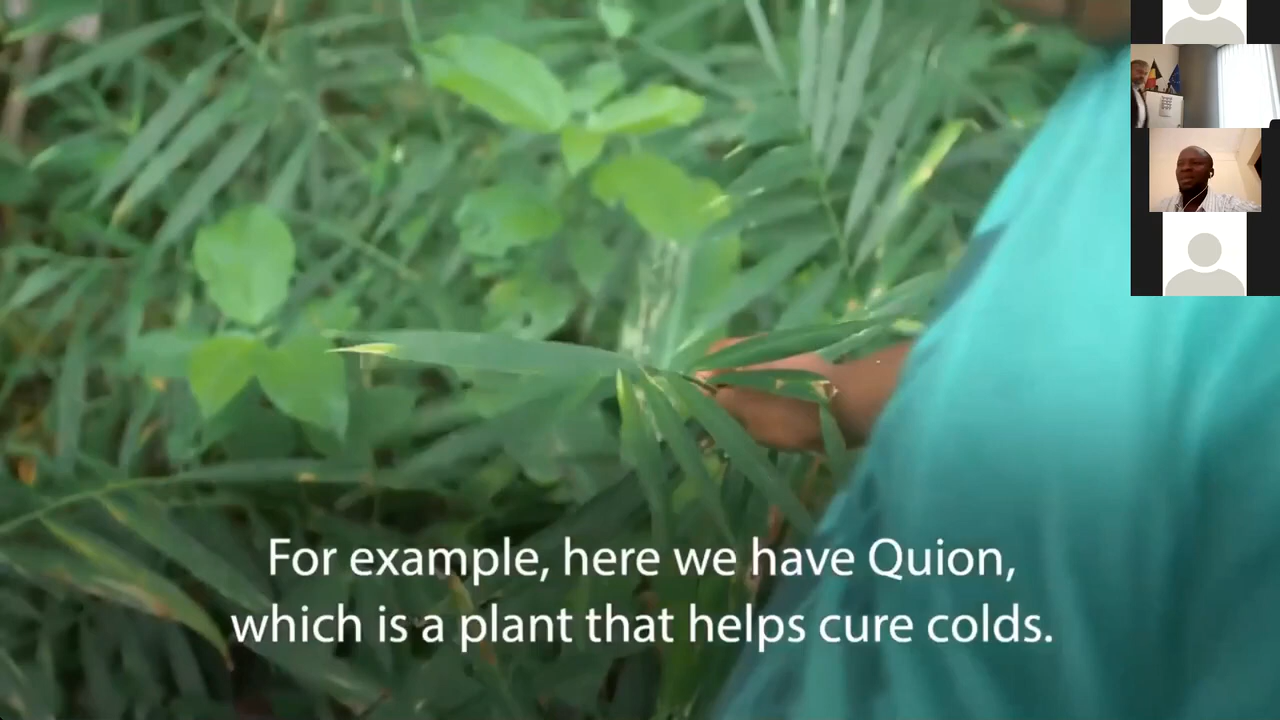 For example, here we have Quion,
which is a plant that helps cure colds.